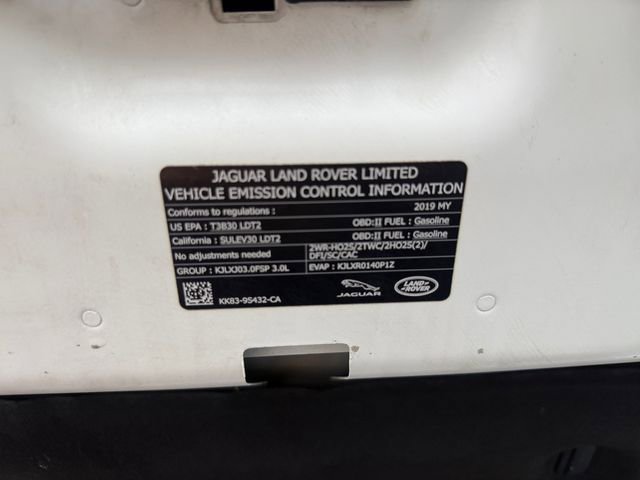 JAGUAR LAND ROVER LIMITED
VEHICLE EMISSION CONTROL INFORMATION
Conforms to regulations: 2019 MY
US EPA : T3B30 LDT2 OBD:II FUEL : Gasoline
California : SULEV30 LDT2 OBD:II FUEL : Gasoline
No adjustments needed 2WR-HO2S/2TWC/2HO2S(2)/
DFI/SC/CAC
GROUP : KJLXJ03.0FSP 3.0L EVAP : KJLXR0140P1Z
KK83-9S432-CA
JAGUAR
LAND-
ROVER